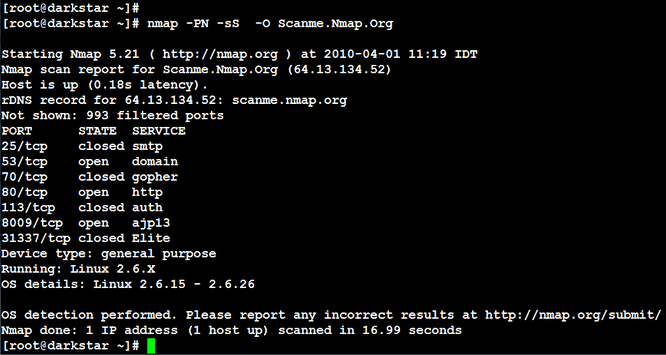 [root@darkstar ~]#
[root@darkstar ~]# nmap -PN -sS  -O Scanme.Nmap.Org

Starting Nmap 5.21 ( http://nmap.org ) at 2010-04-01 11:19 IDT
Nmap scan report for Scanme.Nmap.Org (64.13.134.52)
Host is up (0.18s latency).
rDNS record for 64.13.134.52: scanme.nmap.org
Not shown: 993 filtered ports
PORT      STATE  SERVICE
25/tcp    closed smtp
53/tcp    open   domain
70/tcp    closed gopher
80/tcp    open   http
113/tcp   closed auth
8009/tcp  open   ajp13
31337/tcp closed Elite
Device type: general purpose
Running: Linux 2.6.X
OS details: Linux 2.6.15 - 2.6.26

OS detection performed. Please report any incorrect results at http://nmap.org/submit/
Nmap done: 1 IP address (1 host up) scanned in 16.99 seconds
[root@darkstar ~]#